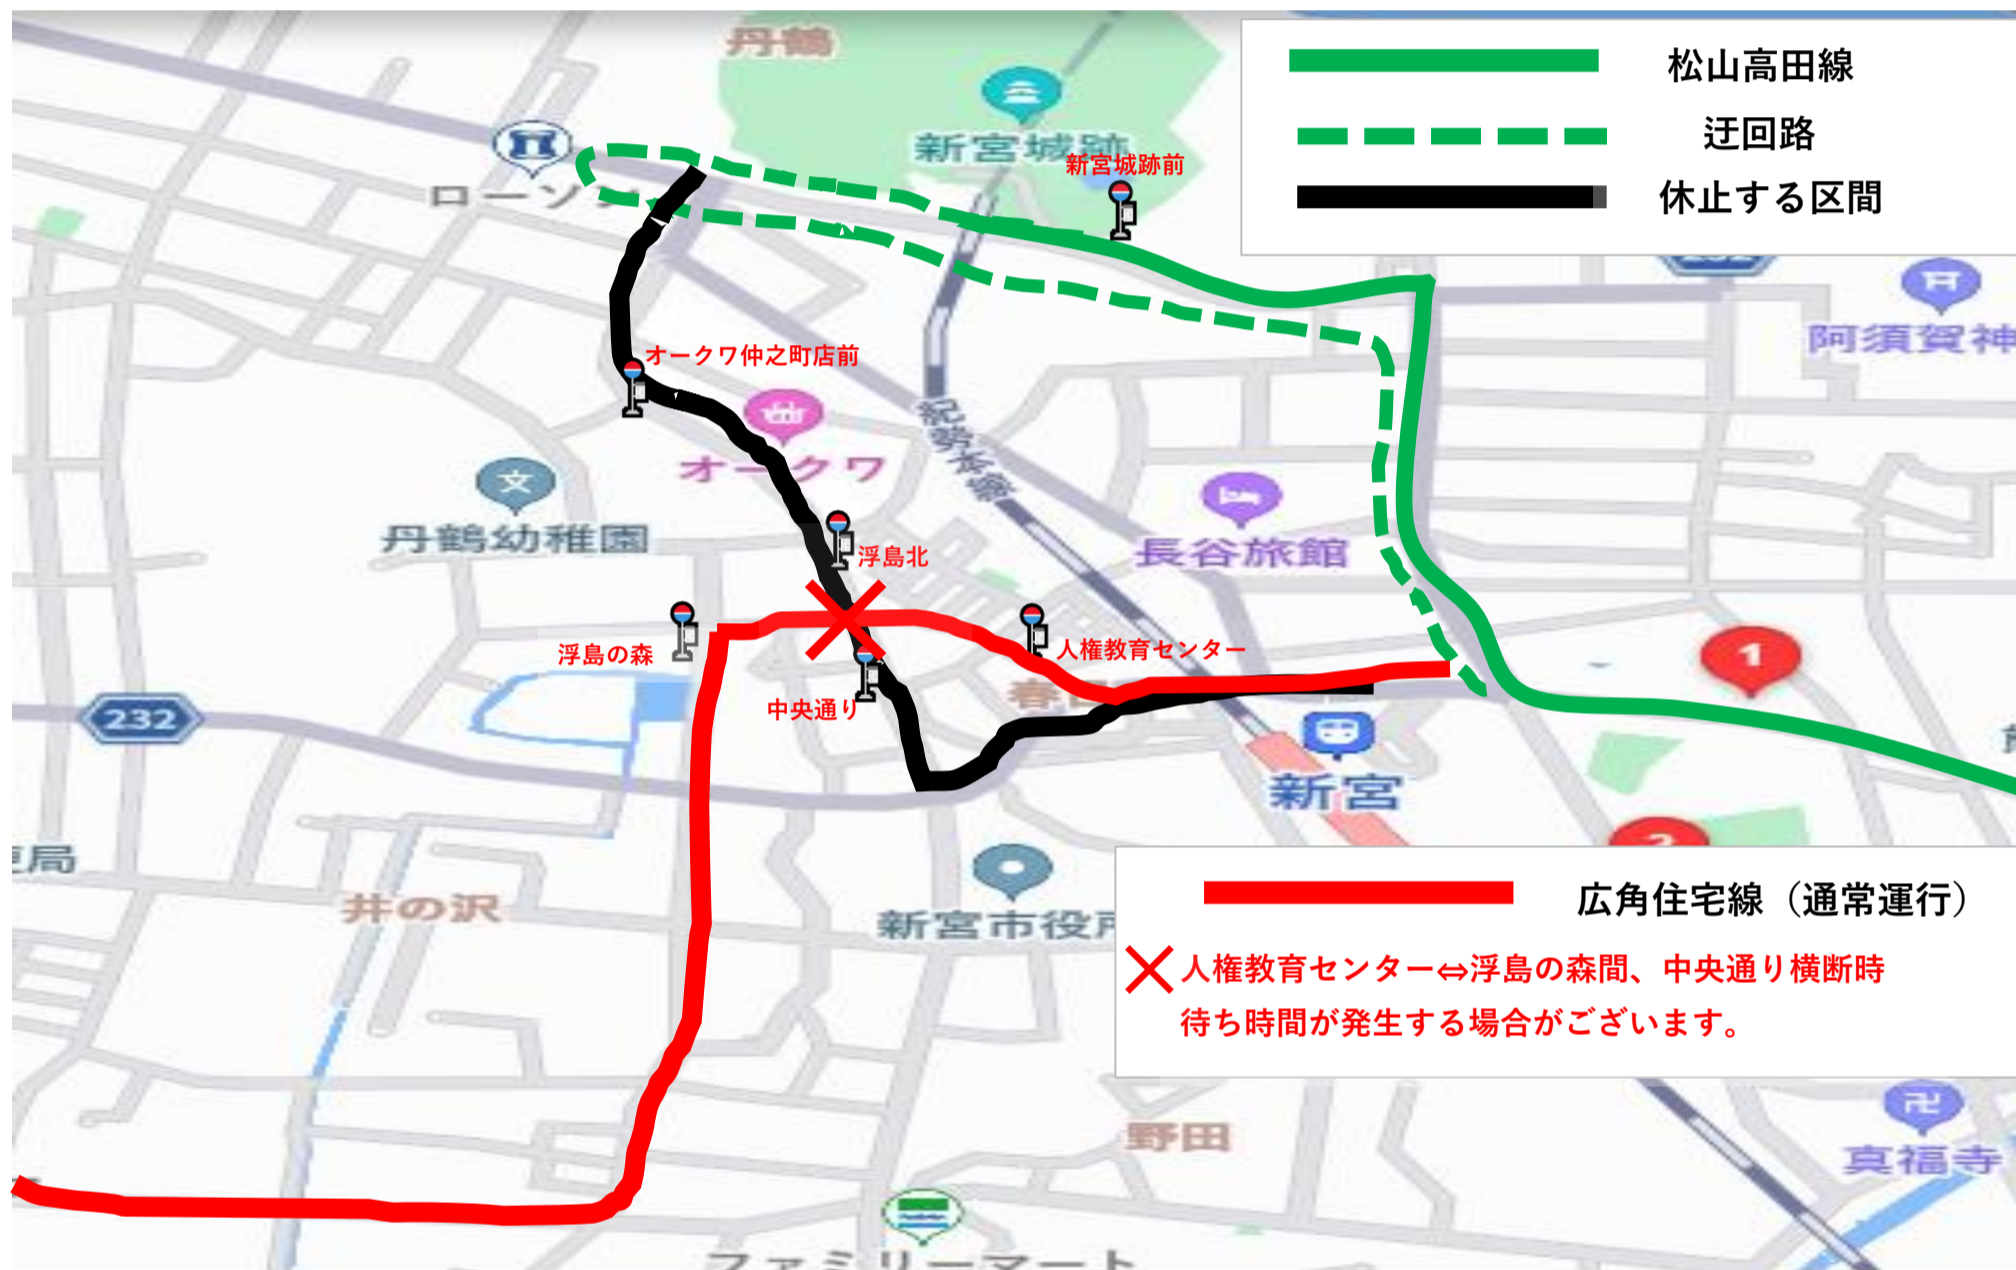 丹鶴
松山高田線
迂回路
休止する区間
新宮城跡
新宮城跡前
ローソン
阿須賀神
オークワ仲之町店前
オークワ
紀勢本線
丹鶴幼稚園
長谷旅館
浮島北
浮島の森
人権教育センター
中央通り
1
232
新宮
井の沢
新宮市役所
広角住宅線（通常運行）
人権教育センター⇔浮島の森間、中央通り横断時
待ち時間が発生する場合がございます。
野田
真福寺
ファミリーマート